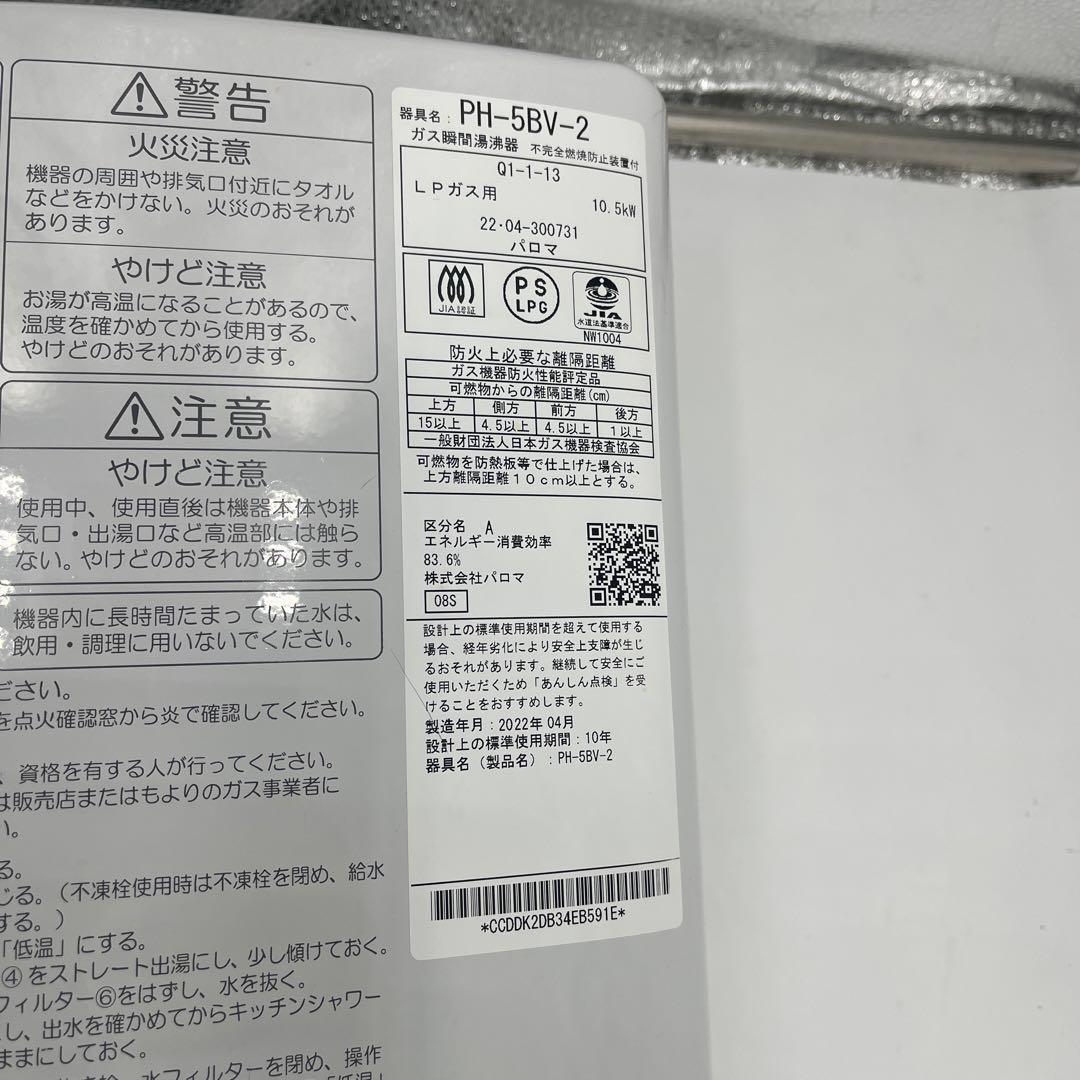 警告
火災注意
機器の周囲や排気口付近にタオル
などをかけない。火災のおそれが
あります。
やけど注意
お湯が高温になることがあるので、
温度を確かめてから使用する。
やけどのおそれがあります。
注意
やけど注意
使用中、使用直後は機器本体や排
気口・出湯口など高温部には触ら
ない。やけどのおそれがあります。
機器内に長時間たまっていた水は、
飲用・調理に用いないでください。
ださい。
を点火確認窓から炎で確認してください。
、資格を有する人が行ってください。
は販売店またはもよりのガス事業者に
い。
る。
じる。（不凍栓使用時は不凍栓を閉め、給水
する。）
「低温」にする。
④をストレート出湯にし、少し傾けておく。
フィルター⑥をはずし、水を抜く。
とし、出水を確かめてからキッチンシャワー
ままにしておく。
水フィルターを閉め、操作
「低温」
器具名：PH-5BV-2
ガス瞬間湯沸器 不完全燃焼防止装置付
Q1-1-13
LPガス用 10.5kW
22・04-300731
パロマ
JIA認証
PS
LPG
JIA
水道法基準適合
NW1004
防火上必要な離隔距離
ガス機器防火性能評定品
可燃物からの離隔距離(cm)
上方 側方 前方 後方
15以上 4.5以上 4.5以上 1以上
一般財団法人日本ガス機器検査協会
可燃物を防熱板等で仕上げた場合は、
上方離隔距離10cm以上とする。
区分名 A
エネルギー消費効率
83.6%
株式会社パロマ
08S
設計上の標準使用期間を超えて使用する
場合、経年劣化により安全上支障が生じ
るおそれがあります。継続して安全にご
使用いただくため「あんしん点検」を受
けることをおすすめします。
製造年月：2022年04月
設計上の標準使用期間：10年
器具名（製品名）：PH-5BV-2
*CCDDK2DB34EB591E*